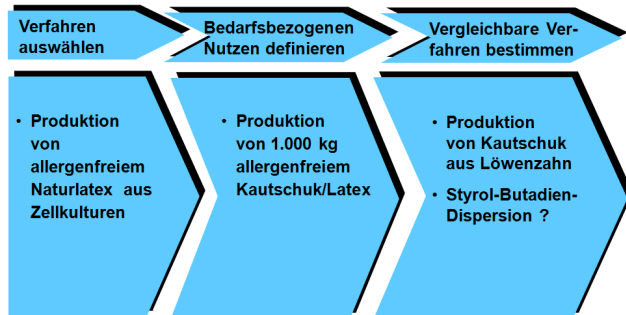 Verfahren
auswählen
Bedarfsbezogenen
Nutzen definieren
Vergleichbare Ver-
fahren bestimmen
• Produktion
von
allergenfreiem
Naturlatex aus
Zellkulturen
• Produktion
von 1.000 kg
allergenfreiem
Kautschuk/Latex
• Produktion
von Kautschuk
aus Löwenzahn
• Styrol-Butadien-
Dispersion ?